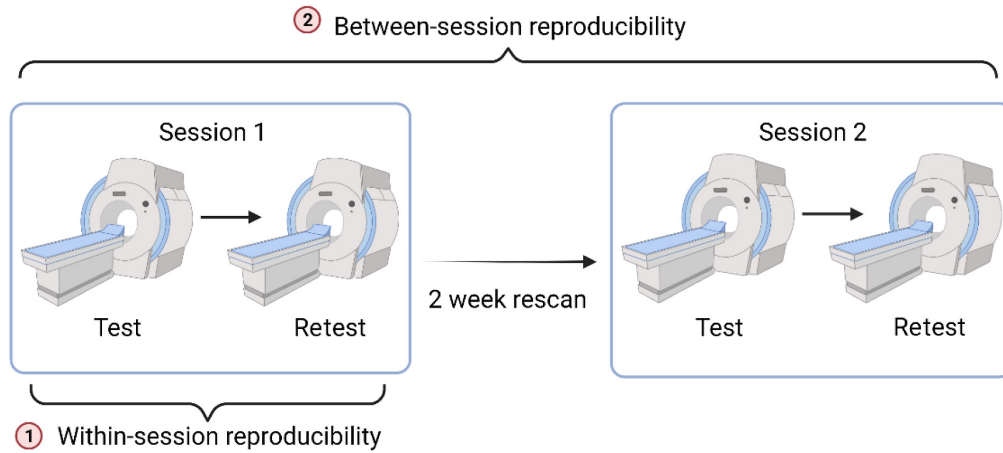 2 Between-session reproducibility
Session 1
Session 2
Test
Retest
2 week rescan
Test
Retest
1 Within-session reproducibility